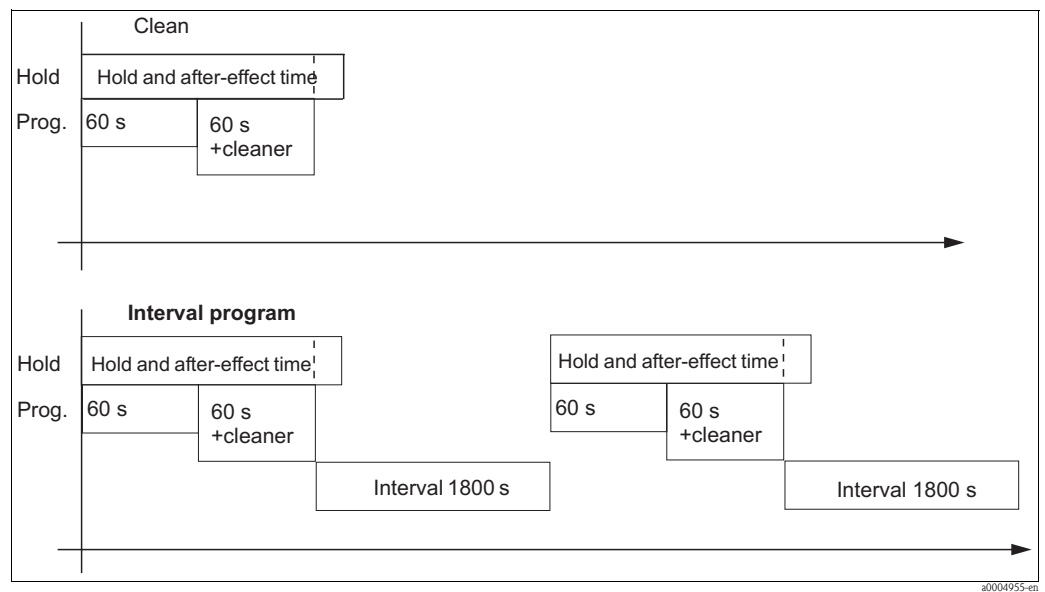 Clean
Hold
Hold and after-effect time
Prog.
60 s
60 s
+cleaner
Interval program
Hold
Hold and after-effect time
Hold and after-effect time
Prog.
60 s
60 s
+cleaner
60 s
60 s
+cleaner
Interval 1800 s
Interval 1800 s
a0004955-en